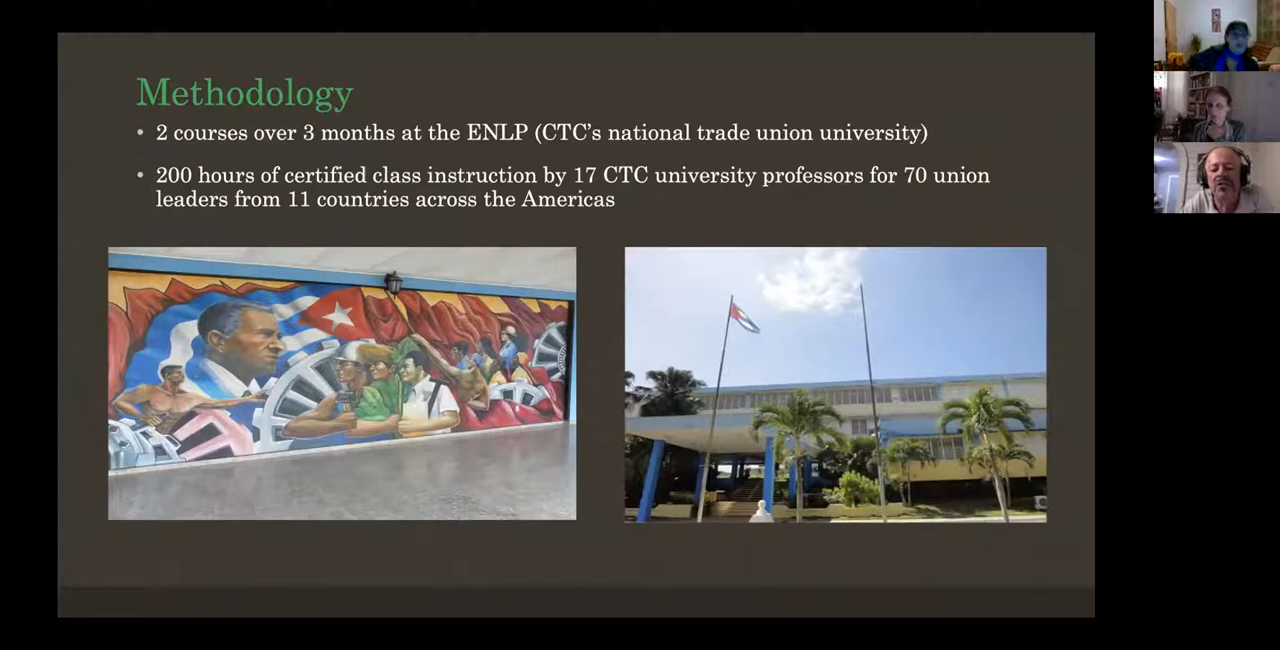 Methodology
• 2 courses over 3 months at the ENLP (CTC's national trade union university)
• 200 hours of certified class instruction by 17 CTC university professors for 70 union
leaders from 11 countries across the Americas